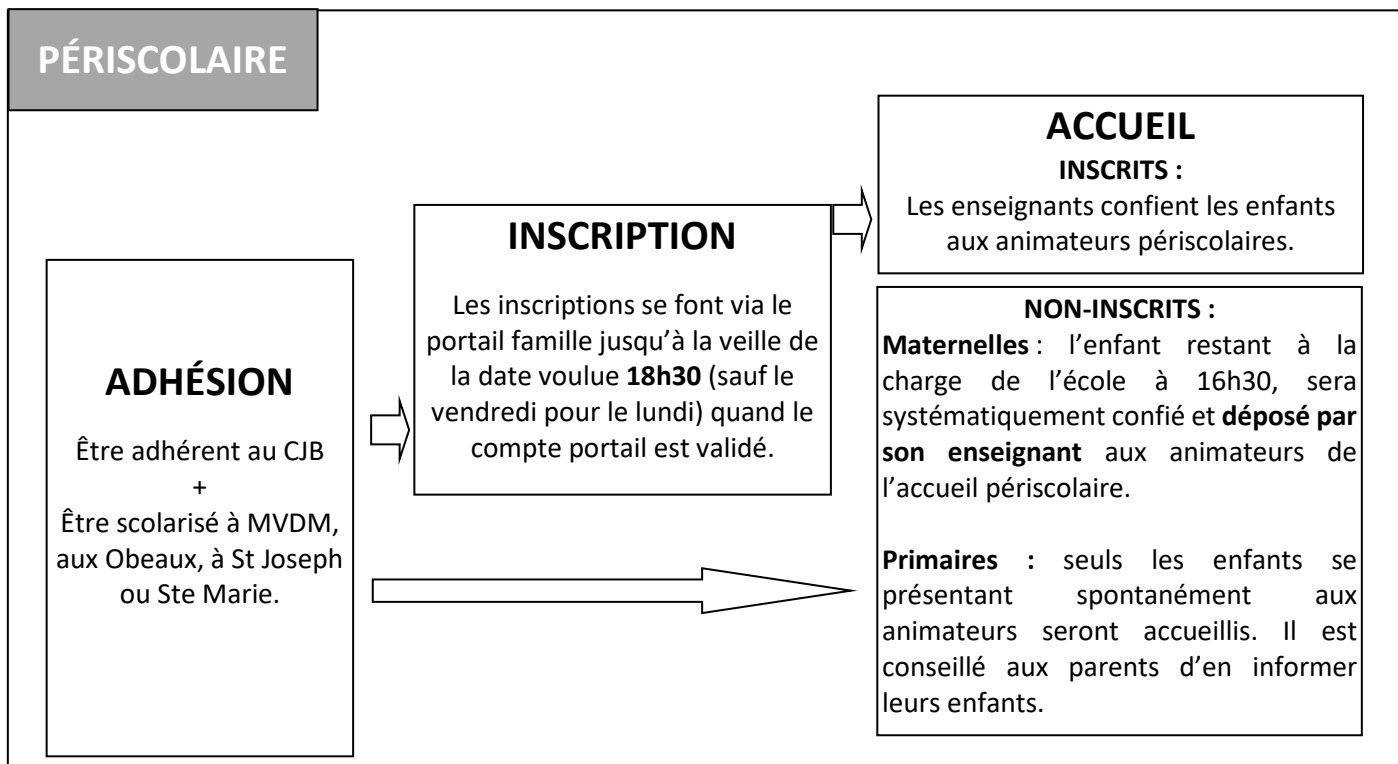 PÉRISCOLAIRE
ADHÉSION
Être adhérent au CJB
+
Être scolarisé à MVDM,
aux Obeaux, à St Joseph
ou Ste Marie.
INSCRIPTION
Les inscriptions se font via le
portail famille jusqu’à la veille de
la date voulue 18h30 (sauf le
vendredi pour le lundi) quand le
compte portail est validé.
ACCUEIL
INSCRITS :
Les enseignants confient les enfants
aux animateurs périscolaires.
NON-INSCRITS :
Maternelles : l’enfant restant à la
charge de l’école à 16h30, sera
systématiquement confié et déposé par
son enseignant aux animateurs de
l’accueil périscolaire.
Primaires : seuls les enfants se
présentant spontanément aux
animateurs seront accueillis. Il est
conseillé aux parents d’en informer
leurs enfants.